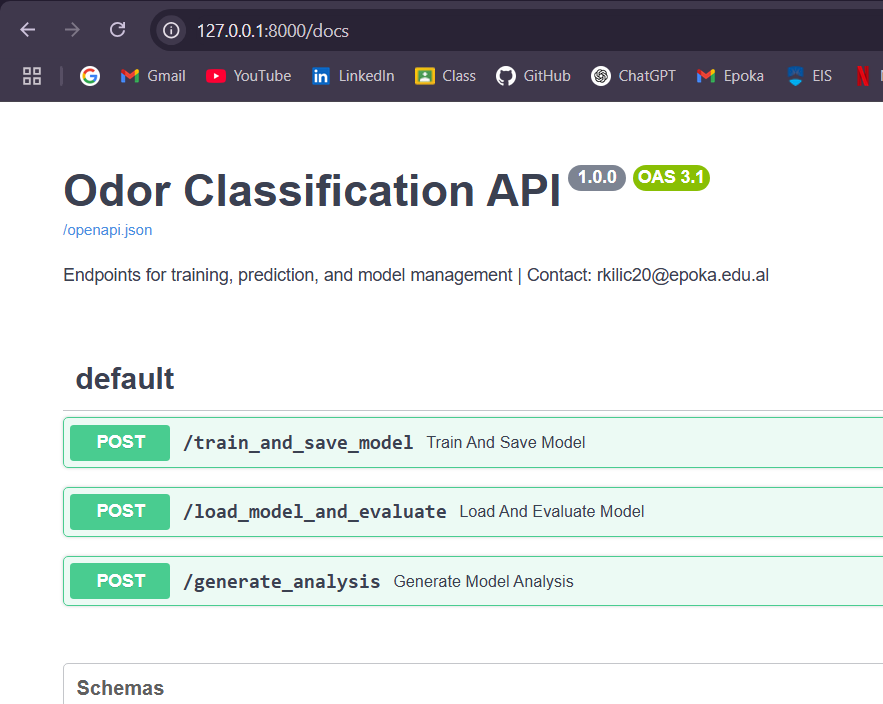 127.0.0.1:8000/docs
Gmail YouTube LinkedIn Class GitHub ChatGPT Epoka EIS
Odor Classification API 1.0.0 OAS 3.1
/openapi.json
Endpoints for training, prediction, and model management | Contact: rkilic20@epoka.edu.al
default
POST /train_and_save_model Train And Save Model
POST /load_model_and_evaluate Load And Evaluate Model
POST /generate_analysis Generate Model Analysis
Schemas